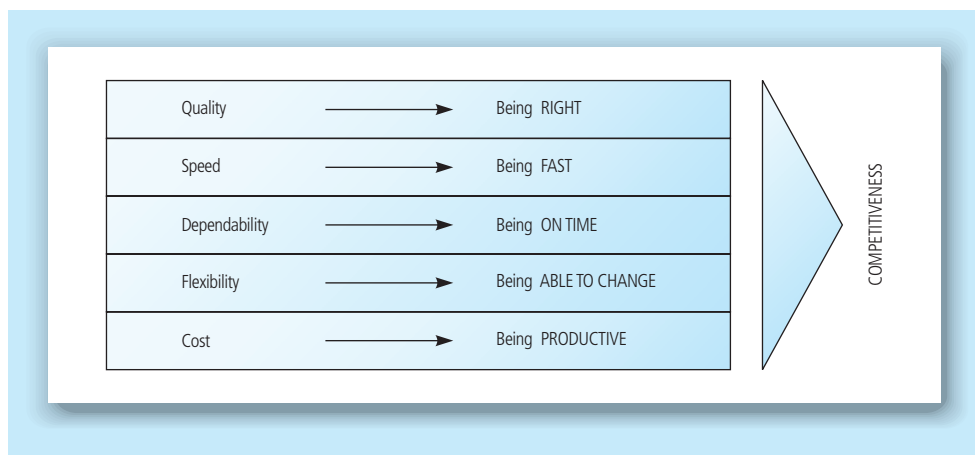 Quality Being RIGHT
Speed Being FAST
Dependability Being ON TIME
Flexibility Being ABLE TO CHANGE
Cost Being PRODUCTIVE
COMPETITIVENESS